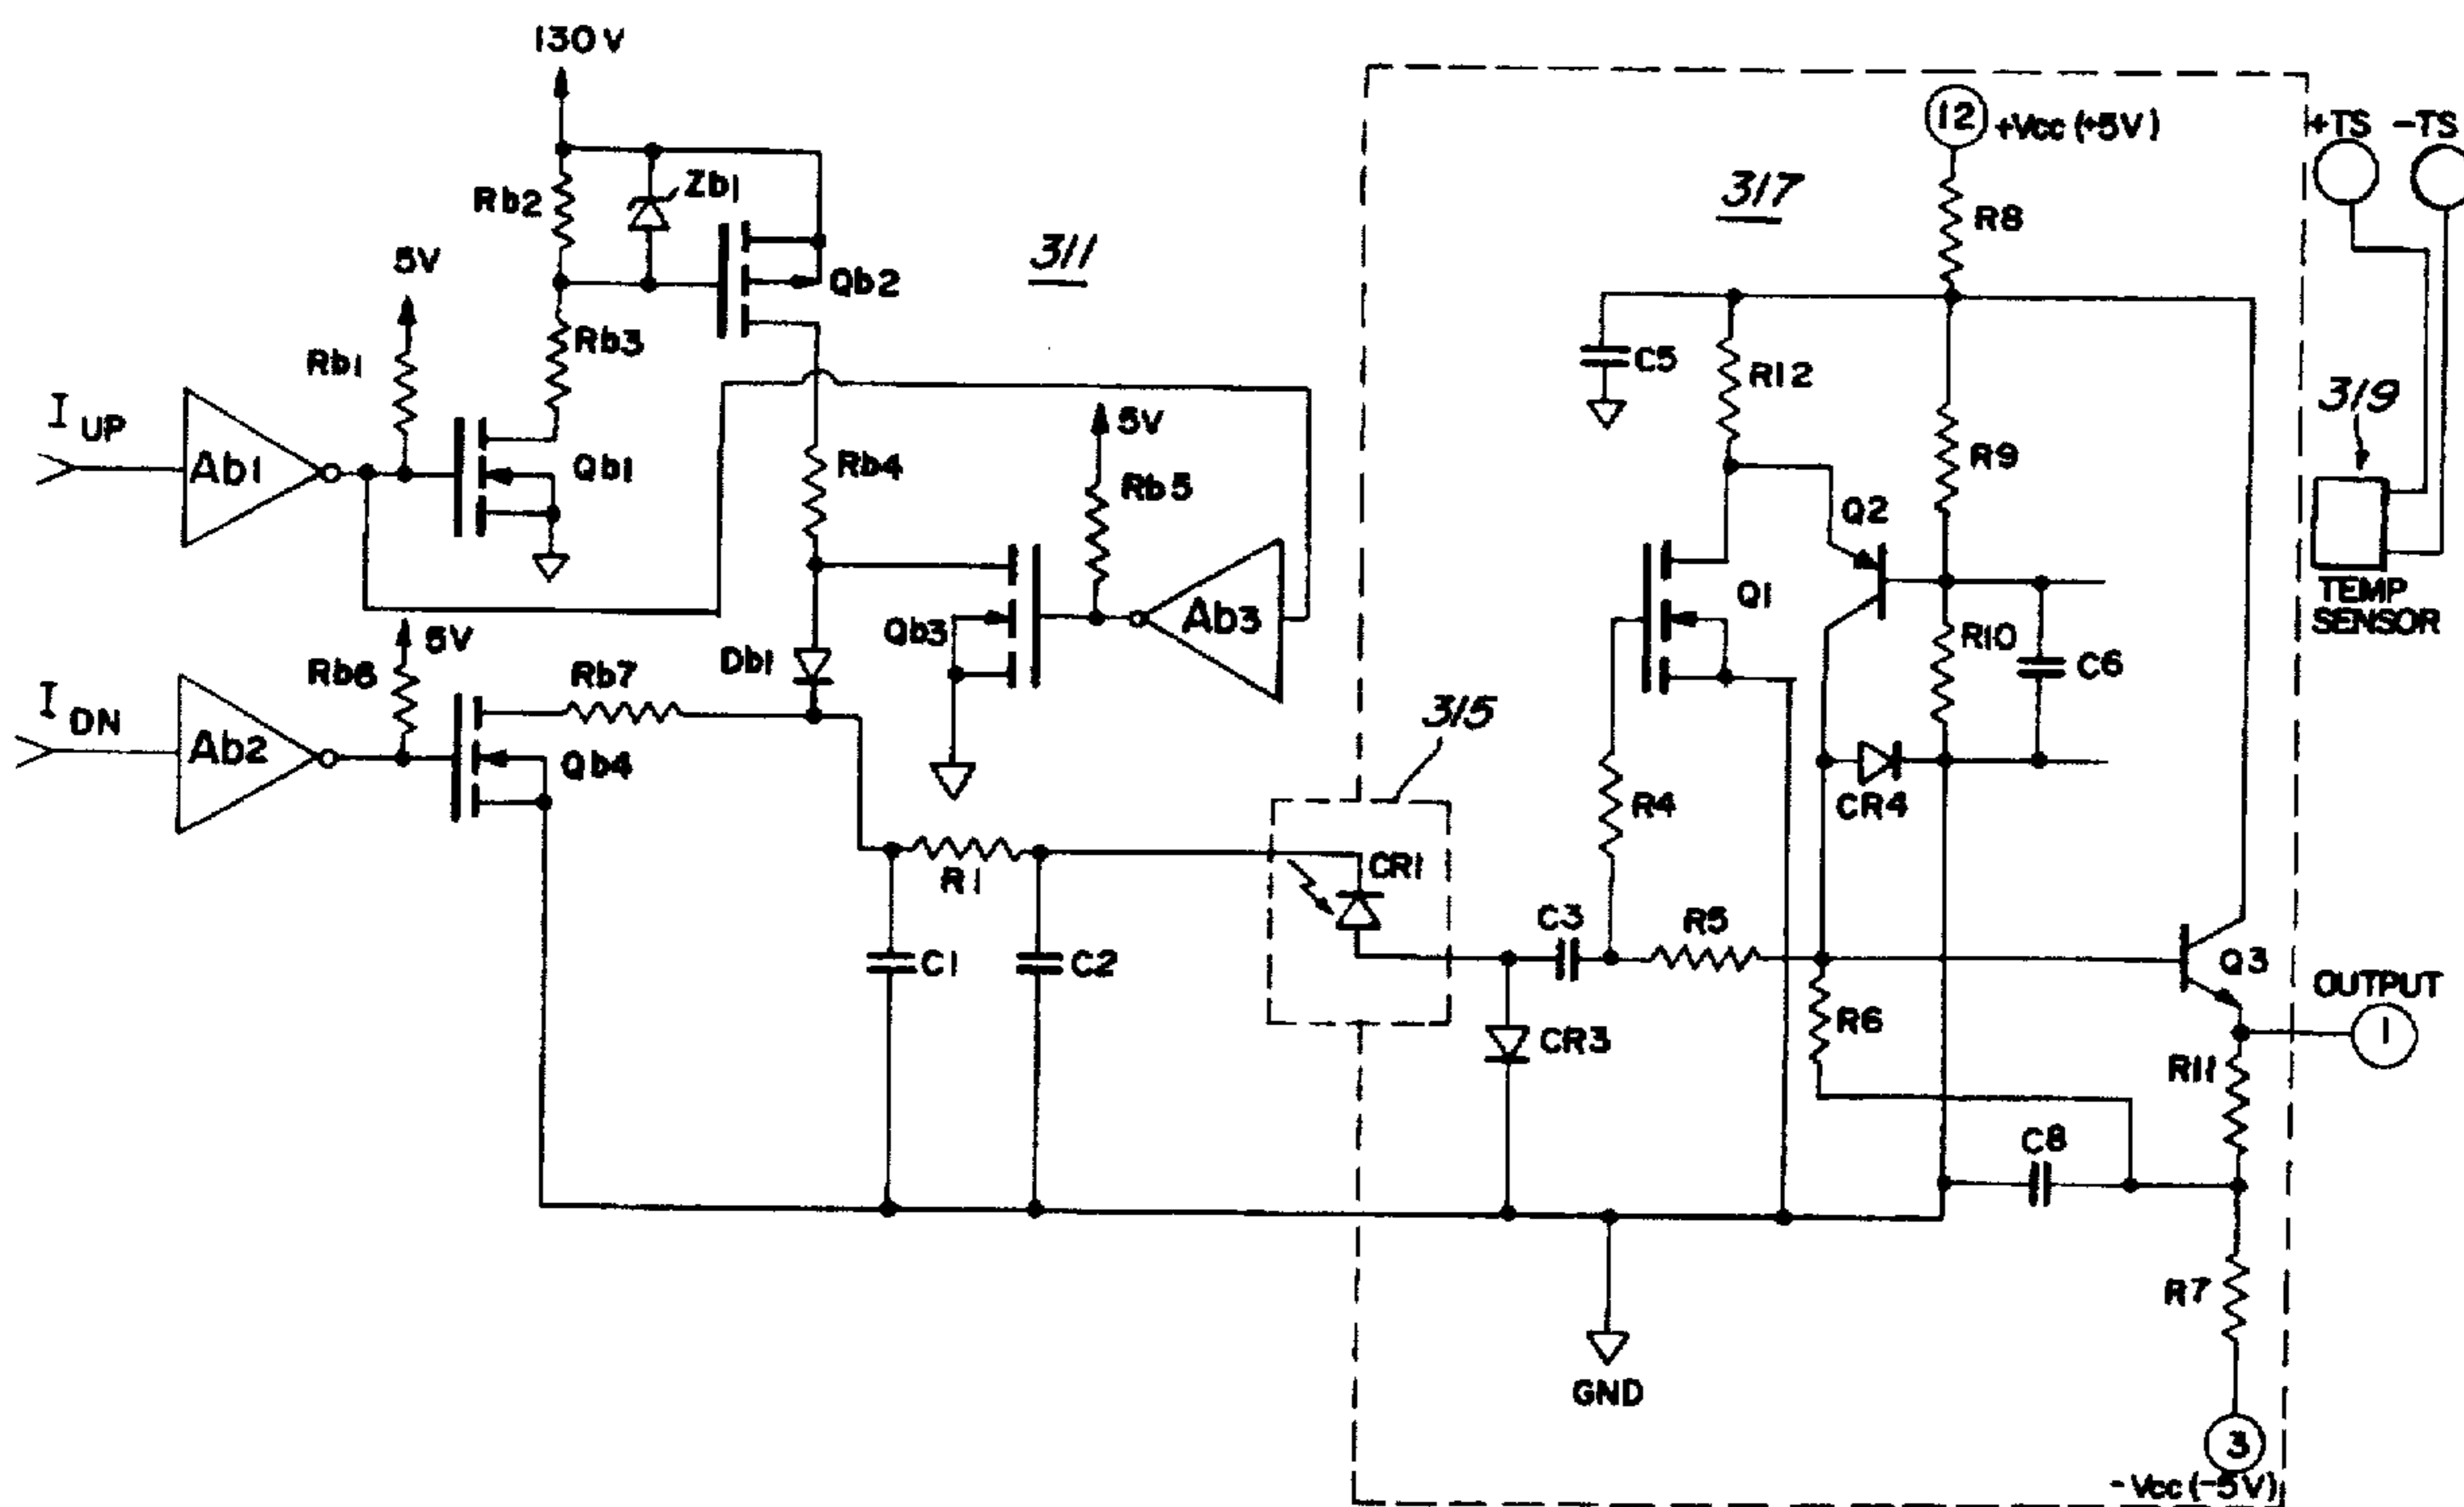 130V
12
+Vcc (+5V)
+TS
-TS
Rb2
Zb1
317
R8
311
5V
Qb2
Rb1
Rb3
C5
R12
319
I UP
Ab1
Qb1
Rb4
5V
Rb5
R9
Q2
TEMP
SENSOR
Q1
Qb3
Ab3
R10
C6
5V
Rb6
Rb7
Db1
315
I DN
Ab2
Qb4
R4
CR4
R1
CR1
C3
R5
C1
C2
Q3
OUTPUT
1
CR3
R6
R11
C8
R7
GND
3
-Vcc (-5V)